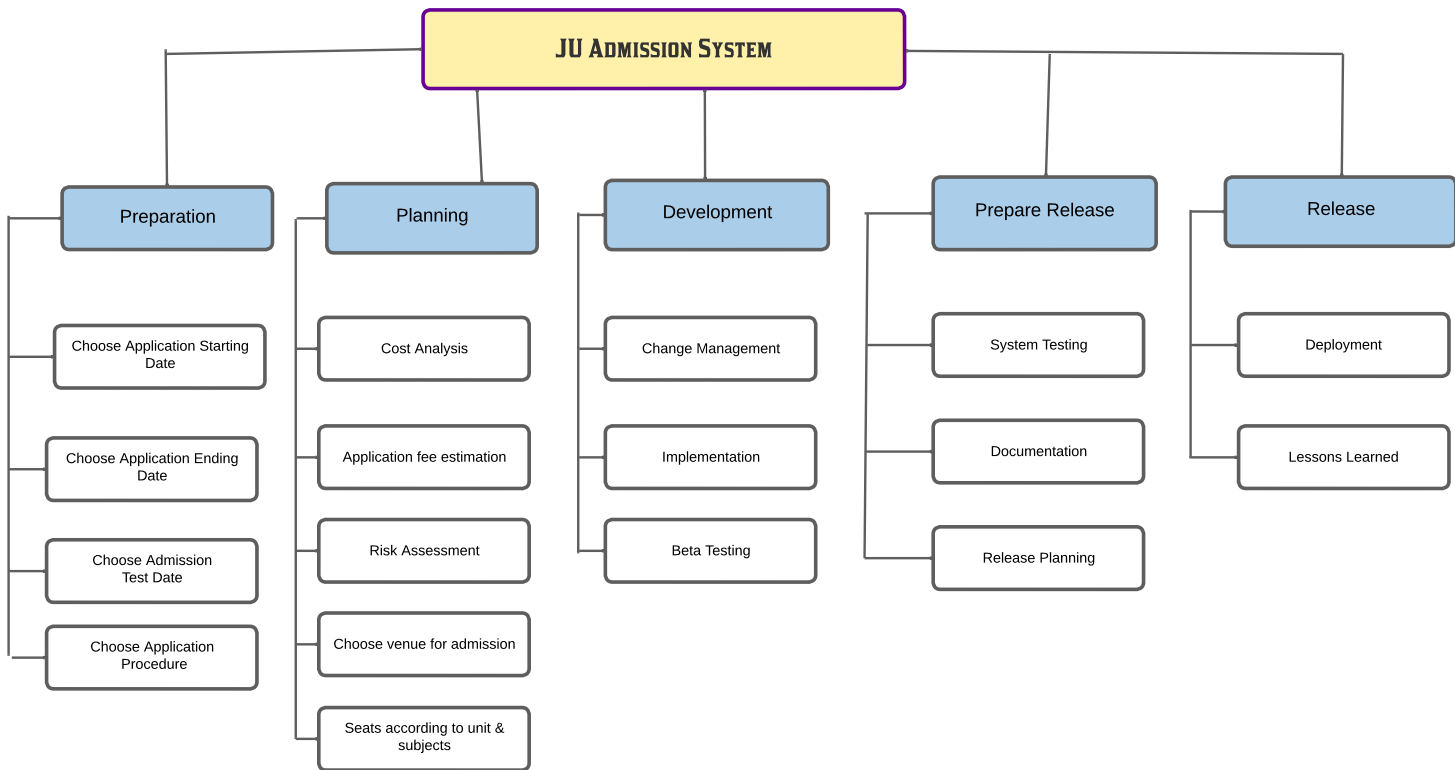 JU Admission System
Preparation
Planning
Development
Prepare Release
Release
Choose Application Starting
Date
Choose Application Ending
Date
Choose Admission
Test Date
Choose Application
Procedure
Cost Analysis
Application fee estimation
Risk Assessment
Choose venue for admission
Seats according to unit &
subjects
Change Management
Implementation
Beta Testing
System Testing
Documentation
Release Planning
Deployment
Lessons Learned